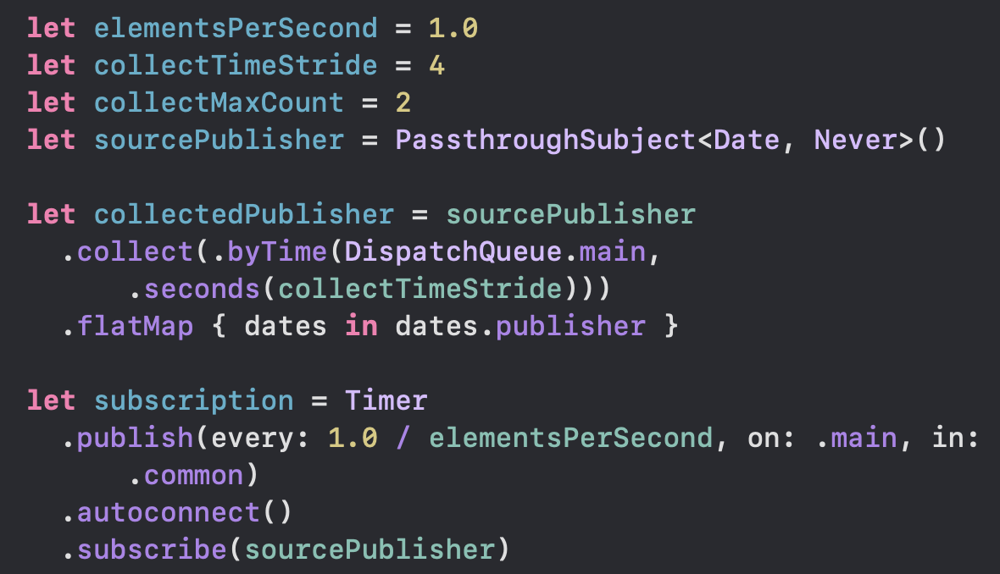 let elementsPerSecond = 1.0
let collectTimeStride = 4
let collectMaxCount = 2
let sourcePublisher = PassthroughSubject<Date, Never>()

let collectedPublisher = sourcePublisher
  .collect(.byTime(DispatchQueue.main,
      .seconds(collectTimeStride)))
  .flatMap { dates in dates.publisher }

let subscription = Timer
  .publish(every: 1.0 / elementsPerSecond, on: .main, in:
      .common)
  .autoconnect()
  .subscribe(sourcePublisher)